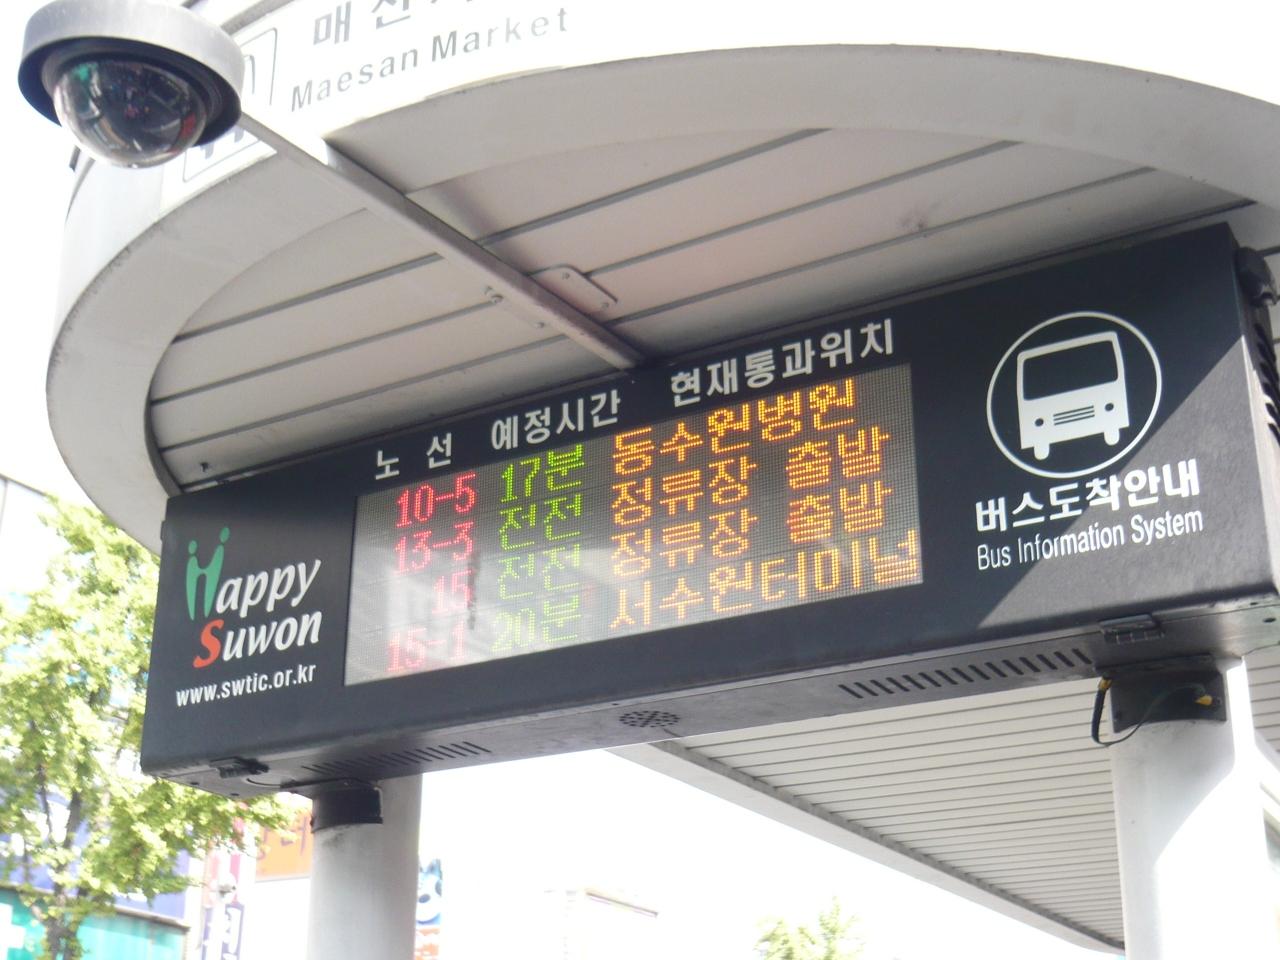 매산시
Maesan Market
노 선 예정시간 현재통과위치
10-5 17분 동수원병원
13-3 전전 정류장 출발
15 전전 정류장 출발
15-1 20분 서수원터미널
Happy
Suwon
www.swtic.or.kr
버스도착안내
Bus Information System